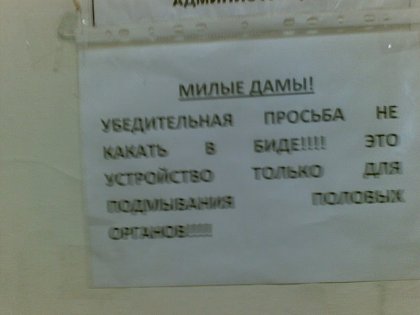 МИЛЫЕ ДАМЫ!
УБЕДИТЕЛЬНАЯ ПРОСЬБА НЕ
КАКАТЬ В БИДЕ!!!! ЭТО
УСТРОЙСТВО ТОЛЬКО ДЛЯ
ПОДМЫВАНИЯ ПОЛОВЫХ
ОРГАНОВ!!!!!